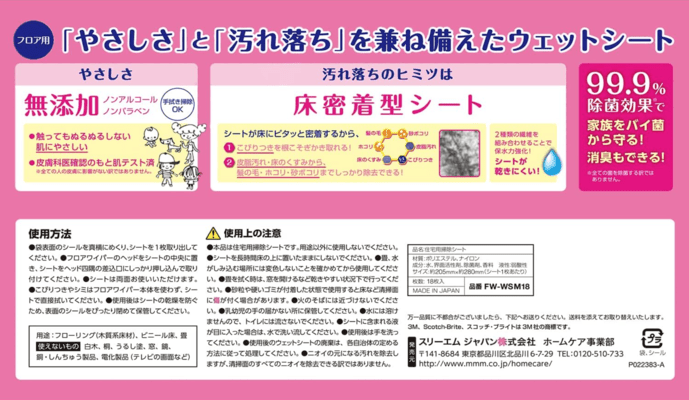 フロア用
「やさしさ」と「汚れ落ち」を兼ね備えたウェットシート
やさしさ
無添加
ノンアルコール
ノンパラベン
手拭き掃除
OK
●触ってもぬるぬるしない
肌にやさしい
●皮膚科医確認のもと肌テスト済
※全ての人の皮膚に影響がない訳ではありません。
汚れ落ちのヒミツは
床密着型シート
シートが床にピタッと密着するから、
1 こびりつきを根こそぎかき取れる!
2 皮脂汚れ・床のくすみから、
髪の毛・ホコリ・砂ボコリまでしっかり除去できる!
髪の毛
砂ボコリ
ホコリ
皮脂汚れ
床のくすみ
こびりつき
2種類の繊維を
組み合わせることで
保水力強化!
シートが
乾きにくい!
99.9%
除菌効果※で
家族をバイ菌
から守る!
消臭もできる!
※全ての菌を除菌する訳では
ありません。
使用方法
●袋表面のシールを真横にめくり、シートを1枚取り出して
ください。●フロアワイパーのヘッドをシートの中央に置
き、シートをヘッド四隅の差込口にしっかり押し込んで取り
付けてください。●シートは両面お使いいただけます。
●こびりつきやシミはフロアワイパー本体を使わず、シー
トで直接拭いてください。●使用後はシートの乾燥を防ぐ
ため、表面のシールをぴったり閉めて保管してください。
用途:フローリング(木質系床材)、ビニール床、畳
使えないもの 白木、桐、うるし塗、窓、鏡、
銅・しんちゅう製品、電化製品(テレビの画面など)
使用上の注意
●本品は住宅用掃除シートです。用途以外に使用しないでください。
●シートを長時間床の上に置いたままにしないでください。●畳、水
がしみ込む場所には変色しないことを確かめてから使用してくださ
い。●畳を拭く時は、窓を開けるなど乾きやすい状況下で行ってくだ
さい。●砂粒や硬いゴミが付着した状態で使用すると床など清掃面
に傷が付く場合があります。●火のそばには近づけないでください。
●乳幼児の手の届かない所に保管してください。●水には溶け
ませんので、トイレには流さないでください。●シートに含まれる液
が目に入った場合は、水で洗い流してください。●使用後は手を洗っ
てください。●使用後のウェットシートの廃棄は、各自治体の定める
方法に従って処理してください。●ニオイの元になる汚れを除去し
ますが、清掃面のすべてのニオイを除去できる訳ではありません。
品名:住宅用掃除シート
材質:ポリエステル、ナイロン
成分:水、界面活性剤、除菌剤、香料 液性:弱酸性
サイズ:約205mm×約280mm(シート1枚あたり)
枚数:18枚入
MADE IN JAPAN
品番 FW-WSM18
万一品質に不都合がございましたら、下記へお送りください。送料を添えてお取り替えいたします。
3M、Scotch-Brite、スコッチ・ブライトは3M社の商標です。
発売元
スリーエム ジャパン株式会社 ホームケア事業部
〒141-8684 東京都品川区北品川6-7-29 TEL:0120-510-733
http://www.mmm.co.jp/homecare/
プラ
袋、シール
P022383-A